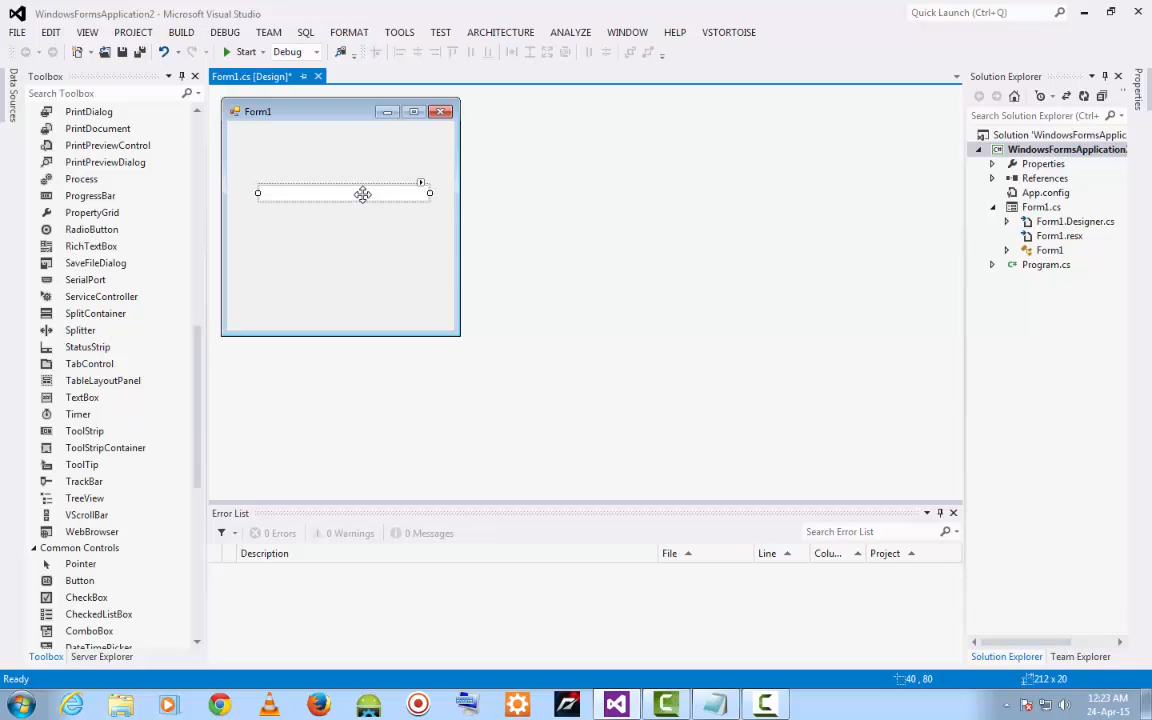 WindowsFormsApplication2 - Microsoft Visual Studio
Quick Launch (Ctrl+Q)
FILE EDIT VIEW PROJECT BUILD DEBUG TEAM SQL FORMAT TOOLS TEST ARCHITECTURE ANALYZE WINDOW HELP VSTORTOISE
Start Debug
Data Sources
Toolbox
Search Toolbox
PrintDialog
PrintDocument
PrintPreviewControl
PrintPreviewDialog
Process
ProgressBar
PropertyGrid
RadioButton
RichTextBox
SaveFileDialog
SerialPort
ServiceController
SplitContainer
Splitter
StatusStrip
TabControl
TableLayoutPanel
TextBox
Timer
ToolStrip
ToolStripContainer
ToolTip
TrackBar
TreeView
VScrollBar
WebBrowser
Common Controls
Pointer
Button
CheckBox
CheckedListBox
ComboBox
DateTimePicker
Toolbox Server Explorer
Form1.cs [Design]*
Form1
Error List
0 Errors 0 Warnings 0 Messages
Search Error List
Description File Line Colu... Project
Solution Explorer
Search Solution Explorer (Ctrl+
Solution 'WindowsFormsApplic
WindowsFormsApplication
Properties
References
App.config
Form1.cs
Form1.Designer.cs
Form1.resx
Form1
Program.cs
Solution Explorer Team Explorer
Properties
Ready
40 , 80
212 x 20
12:23 AM
24-Apr-15